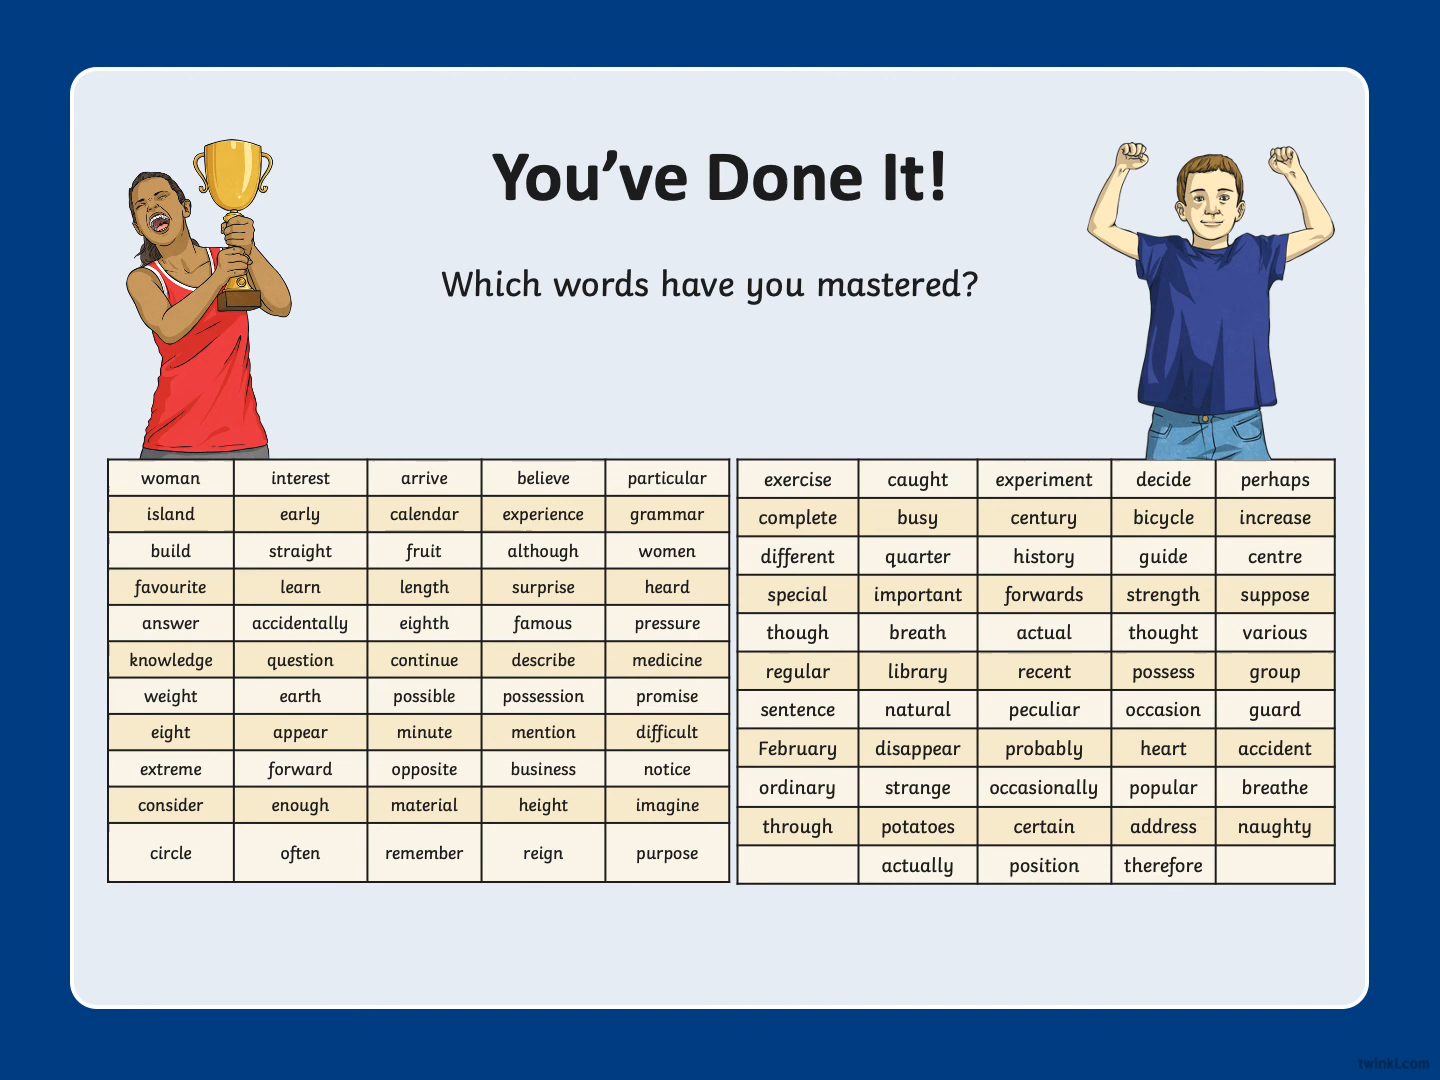 You've Done It!
Which words have you mastered?
woman interest arrive believe particular
island early calendar experience grammar
build straight fruit although women
favourite learn length surprise heard
answer accidentally eighth famous pressure
knowledge question continue describe medicine
weight earth possible possession promise
eight appear minute mention difficult
extreme forward opposite business notice
consider enough material height imagine
circle often remember reign purpose
exercise caught experiment decide perhaps
complete busy century bicycle increase
different quarter history guide centre
special important forwards strength suppose
though breath actual thought various
regular library recent possess group
sentence natural peculiar occasion guard
February disappear probably heart accident
ordinary strange occasionally popular breathe
through potatoes certain address naughty
actually position therefore
twinkl.com